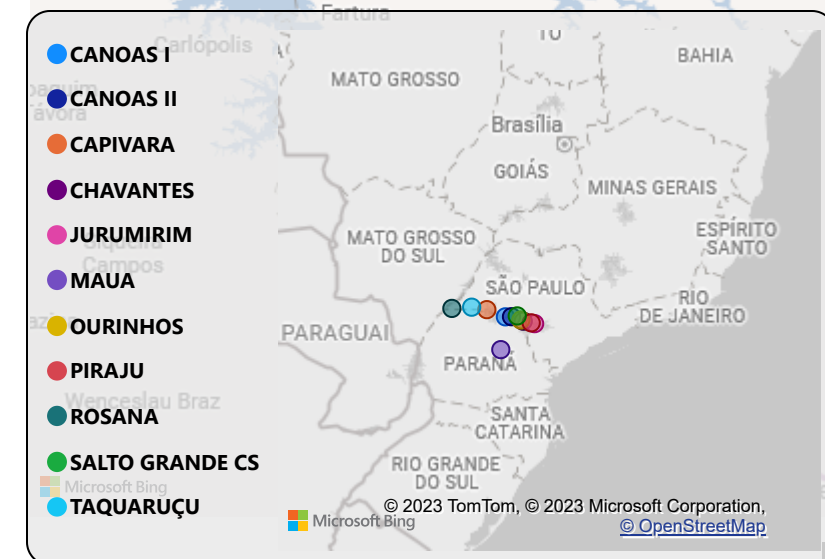 Fartura
Carlópolis
CANOAS I
CANOAS II
CAPIVARA
CHAVANTES
JURUMIRIM
Siqueira
Campos
MAUA
OURINHOS
PIRAJU
Wenceslau Braz
ROSANA
SALTO GRANDE CS
Microsoft Bing
TAQUARUÇU
TO
BAHIA
MATO GROSSO
Brasília
GOIÁS
MINAS GERAIS
ESPÍRITO
SANTO
MATO GROSSO
DO SUL
SÃO PAULO
RIO
DE JANEIRO
PARAGUAI
PARANÁ
SANTA
CATARINA
RIO GRANDE
DO SUL
© 2023 TomTom, © 2023 Microsoft Corporation,
Microsoft Bing
© OpenStreetMap